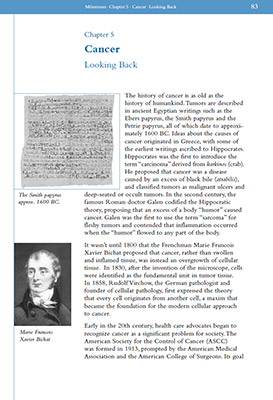 Milestones · Chapter 5 · Cancer · Looking Back
83
Chapter 5
Cancer
Looking Back
The history of cancer is as old as the
history of humankind. Tumors are described
in ancient Egyptian writings such as the
Ebers papyrus, the Smith papyrus and the
Petrie papyrus, all of which date to approxi-
mately 1600 BC. Ideas about the causes of
cancer originated in Greece, with some of
the earliest writings ascribed to Hippocrates.
Hippocrates was the first to introduce the
term “carcinoma” derived from karkinos (crab).
He proposed that cancer was a disease
caused by an excess of black bile
and classified tumors as malignant ulcers and
deep-seated or occult tumors. In the second century, the
famous Roman doctor Galen codified the Hippocratic
theory, proposing that an excess of a body “humor” caused
cancer. Galen was the first to use the term “sarcoma” for
fleshy tumors and contended that inflammation occurred
when the “humor” flowed to any part of the body.
The Smith papyrus
approx. 1600 BC.
It wasn’t until 1800 that the Frenchman Marie Francois
Xavier Bichat proposed that cancer, rather than swollen
and inflamed tissue, was instead an overgrowth of cellular
tissue. In 1830, after the invention of the microscope, cells
were identified as the fundamental unit in tumor tissue.
In 1858, Rudolf Virchow, the German pathologist and
founder of cellular pathology, first expressed the theory
that every cell originates from another cell, a maxim that
became the foundation for the modern cellular approach
to cancer.
Marie Francois
Xavier Bichat
Early in the 20th century, health care advocates began to
recognize cancer as a significant problem for society. The
American Society for the Control of Cancer (ASCC)
was formed in 1913, prompted by the American Medical
Association and the American College of Surgeons. Its goal